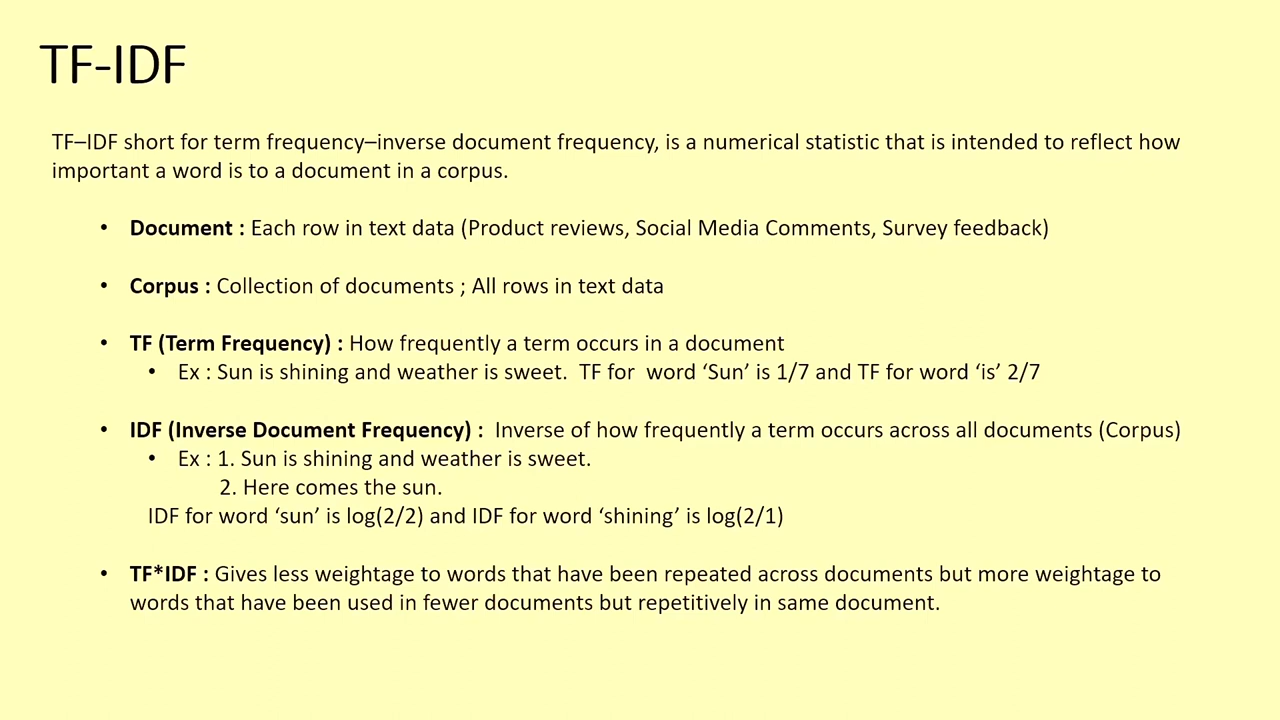 TF-IDF
TF–IDF short for term frequency–inverse document frequency, is a numerical statistic that is intended to reflect how
important a word is to a document in a corpus.
• Document : Each row in text data (Product reviews, Social Media Comments, Survey feedback)
• Corpus : Collection of documents ; All rows in text data
• TF (Term Frequency) : How frequently a term occurs in a document
• Ex : Sun is shining and weather is sweet.  TF for  word ‘Sun’ is 1/7 and TF for word ‘is’ 2/7
• IDF (Inverse Document Frequency) :  Inverse of how frequently a term occurs across all documents (Corpus)
• Ex : 1. Sun is shining and weather is sweet.
2. Here comes the sun.
IDF for word ‘sun’ is log(2/2) and IDF for word ‘shining’ is log(2/1)
• TF*IDF : Gives less weightage to words that have been repeated across documents but more weightage to
words that have been used in fewer documents but repetitively in same document.